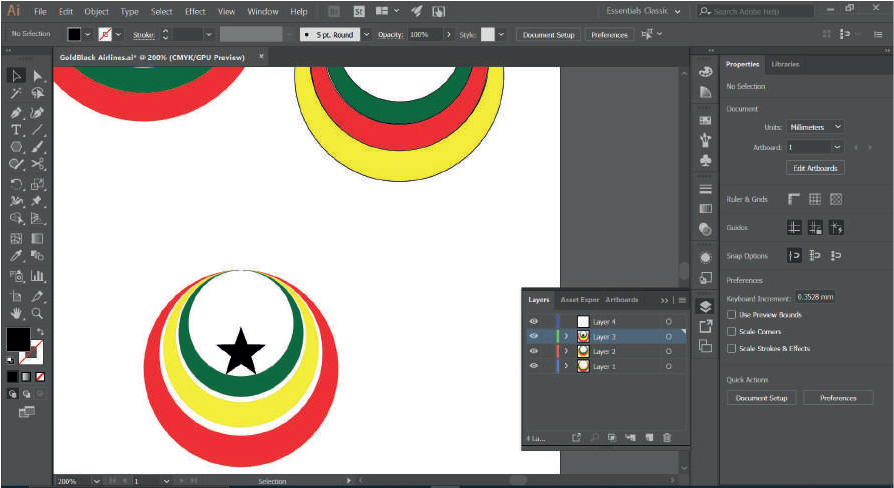 Ai File Edit Object Type Select Effect View Window Help Br St Essentials Classic Search Adobe Help
No Selection Stroke: 5 pt. Round Opacity: 100% Style: Document Setup Preferences
GoldBlack Airlines.ai* @ 200% (CMYK/GPU Preview) ×
Properties Libraries
No Selection
Document
Units: Millimeters
Artboard: 1
Edit Artboards
Ruler & Grids
Guides
Snap Options
Preferences
Keyboard Increment: 0.3528 mm
Use Preview Bounds
Scale Corners
Scale Strokes & Effects
Quick Actions
Document Setup Preferences
Layers Asset Expor Artboards
Layer 4
Layer 3
Layer 2
Layer 1
4 La...
200% 1 Selection